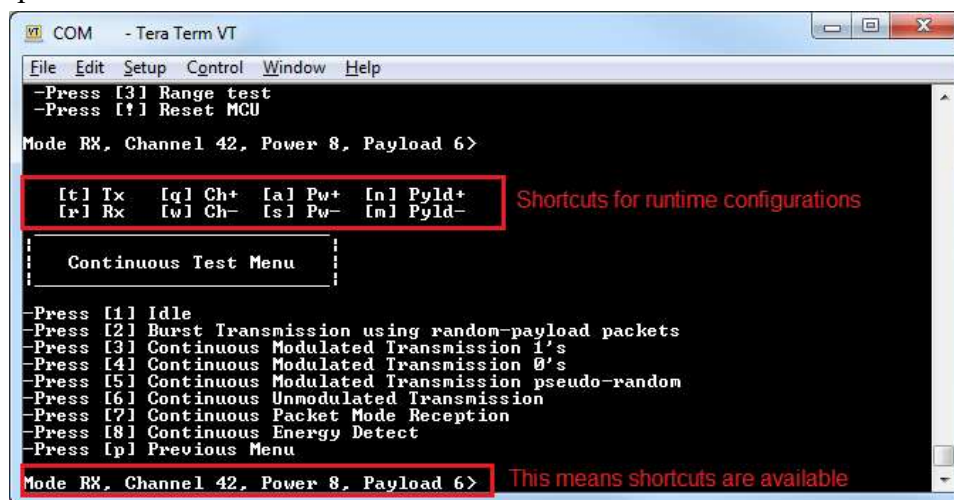 COM - Tera Term VT
File Edit Setup Control Window Help
-Press [3] Range test
-Press [!] Reset MCU
Mode RX, Channel 42, Power 8, Payload 6>
[t] Tx [q] Ch+ [a] Pw+ [n] Pyld+
[r] Rx [w] Ch- [s] Pw- [m] Pyld-
Shortcuts for runtime configurations
Continuous Test Menu
-Press [1] Idle
-Press [2] Burst Transmission using random-payload packets
-Press [3] Continuous Modulated Transmission 1's
-Press [4] Continuous Modulated Transmission 0's
-Press [5] Continuous Modulated Transmission pseudo-random
-Press [6] Continuous Unmodulated Transmission
-Press [7] Continuous Packet Mode Reception
-Press [8] Continuous Energy Detect
-Press [p] Previous Menu
Mode RX, Channel 42, Power 8, Payload 6>
This means shortcuts are available